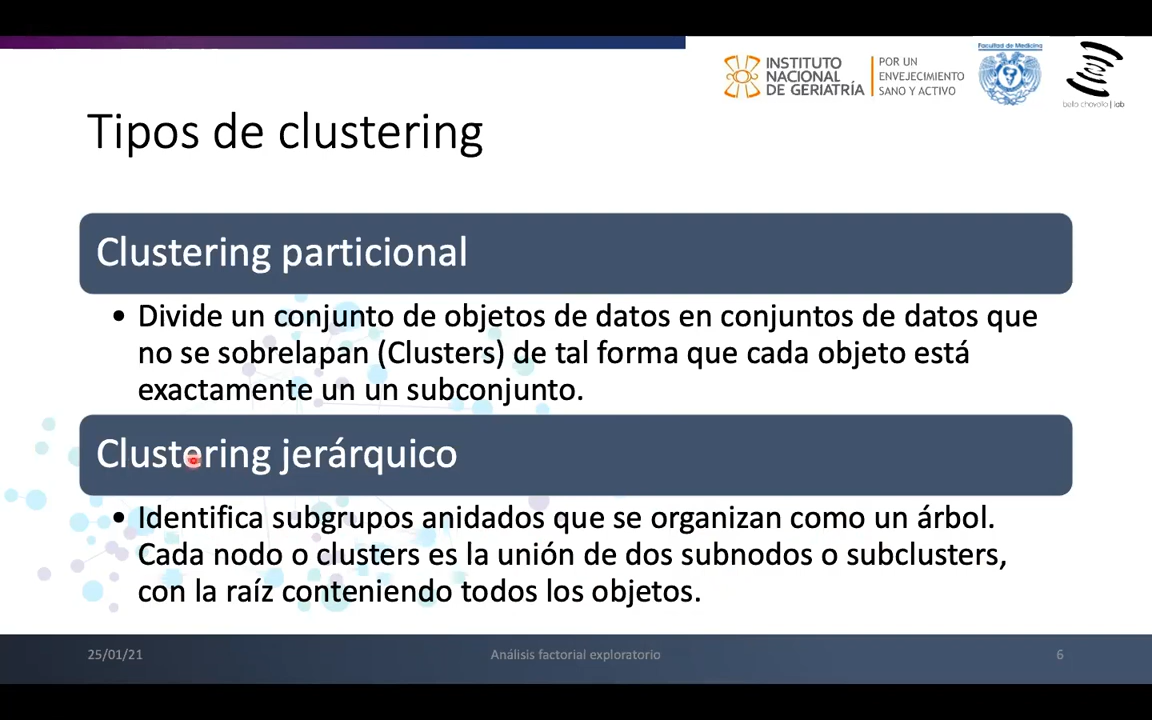 INSTITUTO
NACIONAL
DE GERIATRÍA
POR UN
ENVEJECIMIENTO
SANO Y ACTIVO
Facultad de Medicina
bello chavolla | lab
Tipos de clustering
Clustering particional
• Divide un conjunto de objetos de datos en conjuntos de datos que
no se sobrelapan (Clusters) de tal forma que cada objeto está
exactamente un un subconjunto.
Clustering jerárquico
• Identifica subgrupos anidados que se organizan como un árbol.
Cada nodo o clusters es la unión de dos subnodos o subclusters,
con la raíz conteniendo todos los objetos.
25/01/21
Análisis factorial exploratorio
6